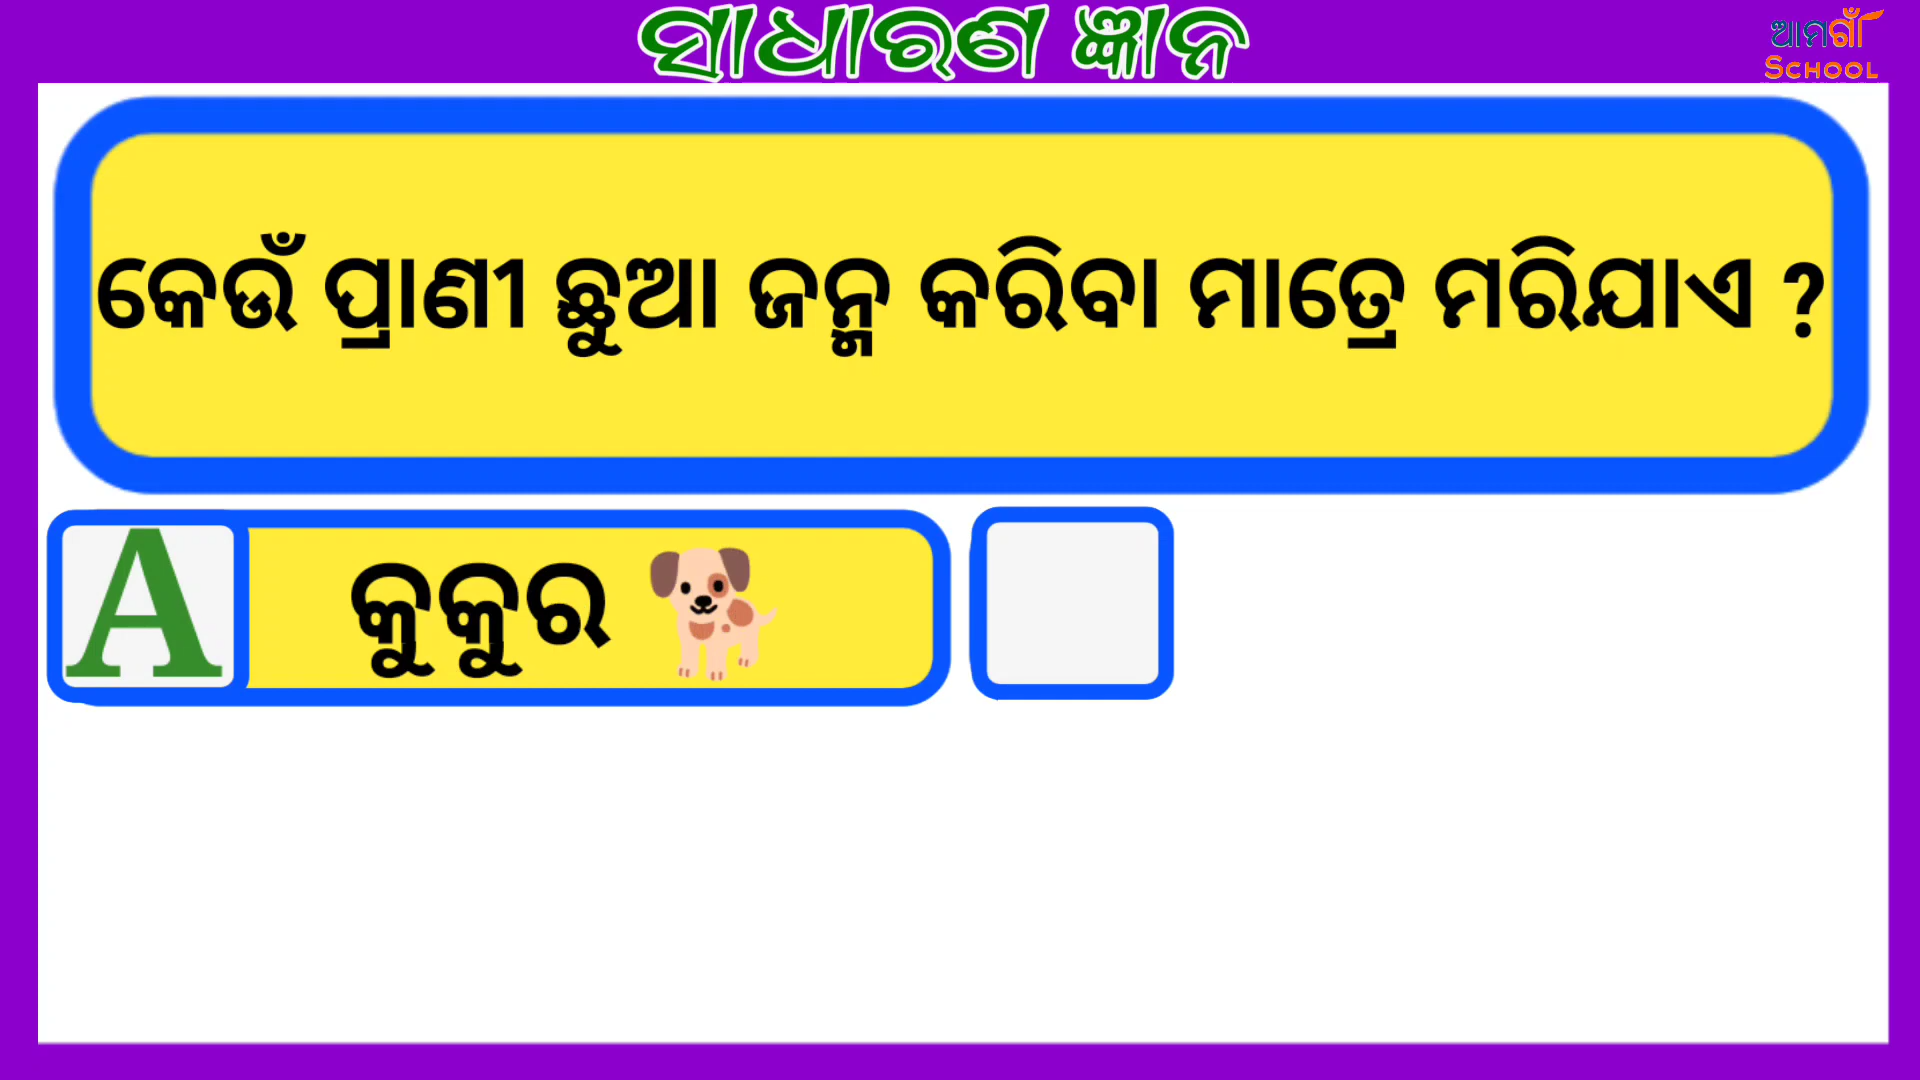 ସାଧାରଣ ଜ୍ଞାନ
ଆମଗାଁ
SCHOOL
କେଉଁ ପ୍ରାଣୀ ଛୁଆ ଜନ୍ମ କରିବା ମାତ୍ରେ ମରିଯାଏ ?
A
କୁକୁର